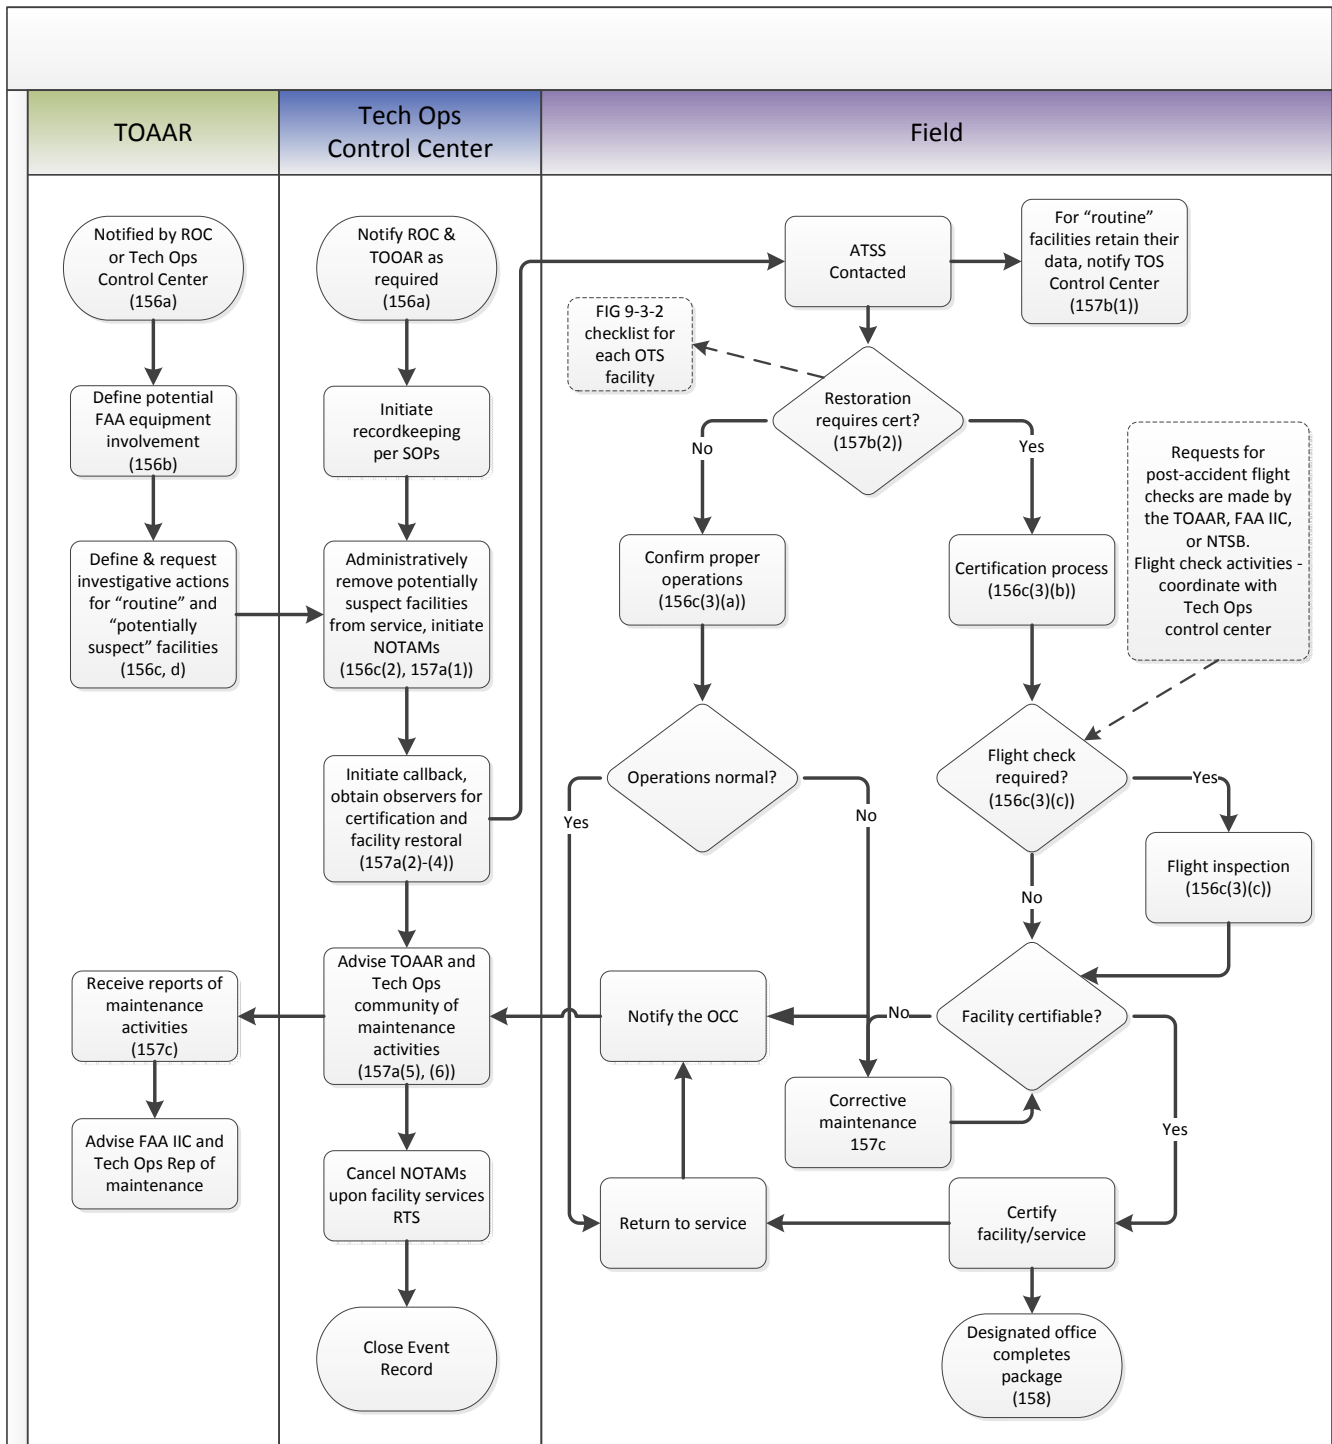 TOAAR
Tech Ops
Control Center
Field
Notified by ROC
or Tech Ops
Control Center
(156a)
Define potential
FAA equipment
involvement
(156b)
Define & request
investigative actions
for “routine” and
“potentially
suspect” facilities
(156c, d)
Receive reports of
maintenance
activities
(157c)
Advise FAA IIC and
Tech Ops Rep of
maintenance
Notify ROC &
TOOAR as
required
(156a)
Initiate
recordkeeping
per SOPs
Administratively
remove potentially
suspect facilities
from service, initiate
NOTAMs
(156c(2), 157a(1))
Initiate callback,
obtain observers for
certification and
facility restoral
(157a(2)-(4))
Advise TOAAR and
Tech Ops
community of
maintenance
activities
(157a(5), (6))
Cancel NOTAMs
upon facility services
RTS
Close Event
Record
ATSS
Contacted
For “routine”
facilities retain their
data, notify TOS
Control Center
(157b(1))
FIG 9-3-2
checklist for
each OTS
facility
Restoration
requires cert?
(157b(2))
No
Yes
Requests for
post-accident flight
checks are made by
the TOAAR, FAA IIC,
or NTSB.
Flight check activities -
coordinate with
Tech Ops
control center
Confirm proper
operations
(156c(3)(a))
Certification process
(156c(3)(b))
Operations normal?
Yes
No
Flight check
required?
(156c(3)(c))
Yes
No
Flight inspection
(156c(3)(c))
Notify the OCC
No
Facility certifiable?
Yes
Corrective
maintenance
157c
Return to service
Certify
facility/service
Designated office
completes
package
(158)